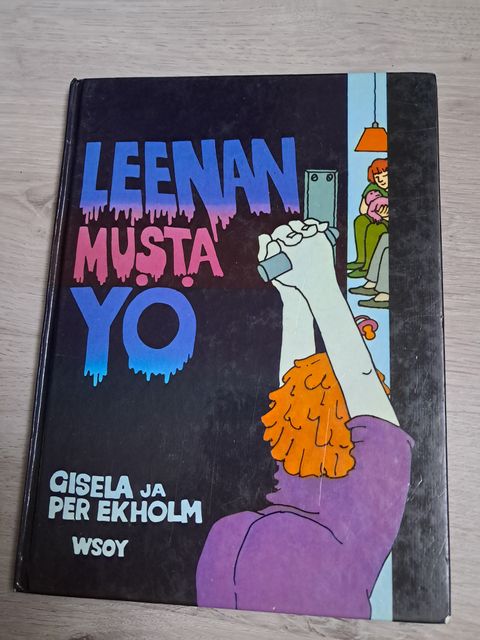 LEENAN
MUSTA
YÖ
GISELA JA
PER EKHOLM
WSOY